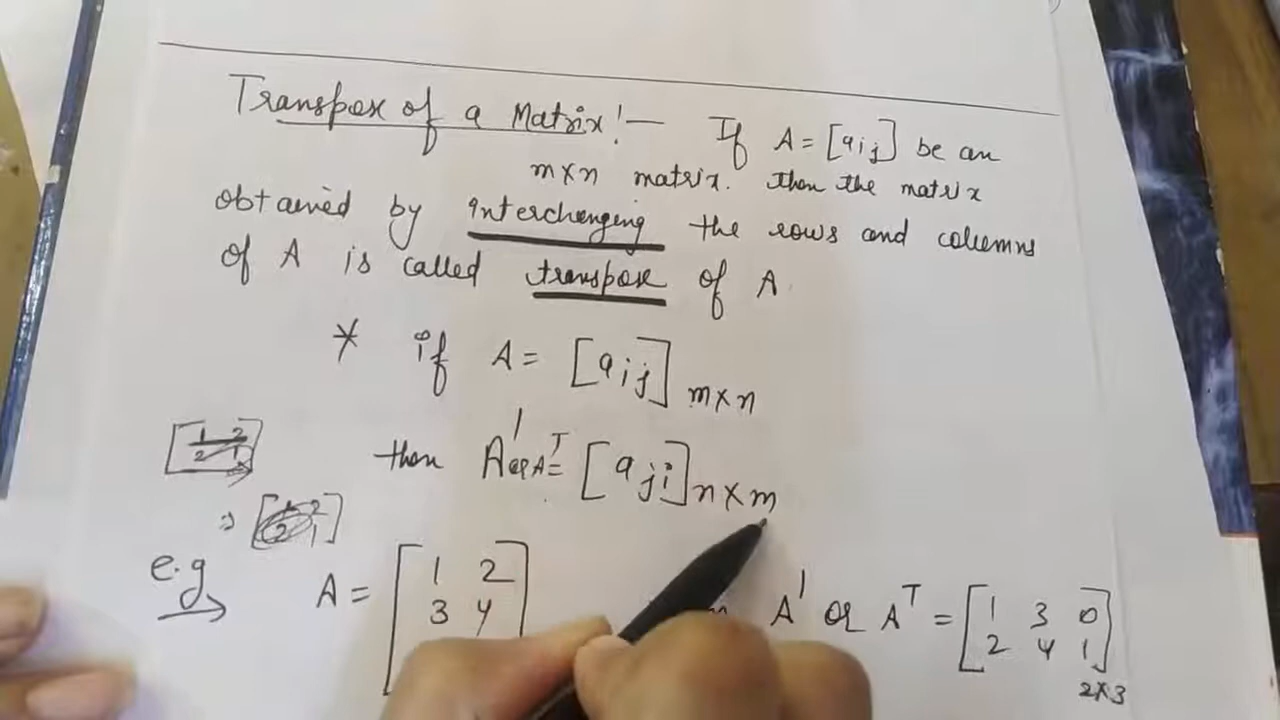 Transpose of a Matrix:— If A = [aij] be an
m×n matrix. then the matrix
obtained by interchanging the rows and columns
of A is called transpose of A
* if A = [aij] m×n
then A' or Aᵀ = [aji] n×m
e.g A = [1 2
3 4
A' or Aᵀ = [1 3 0
2 4 1] 2×3